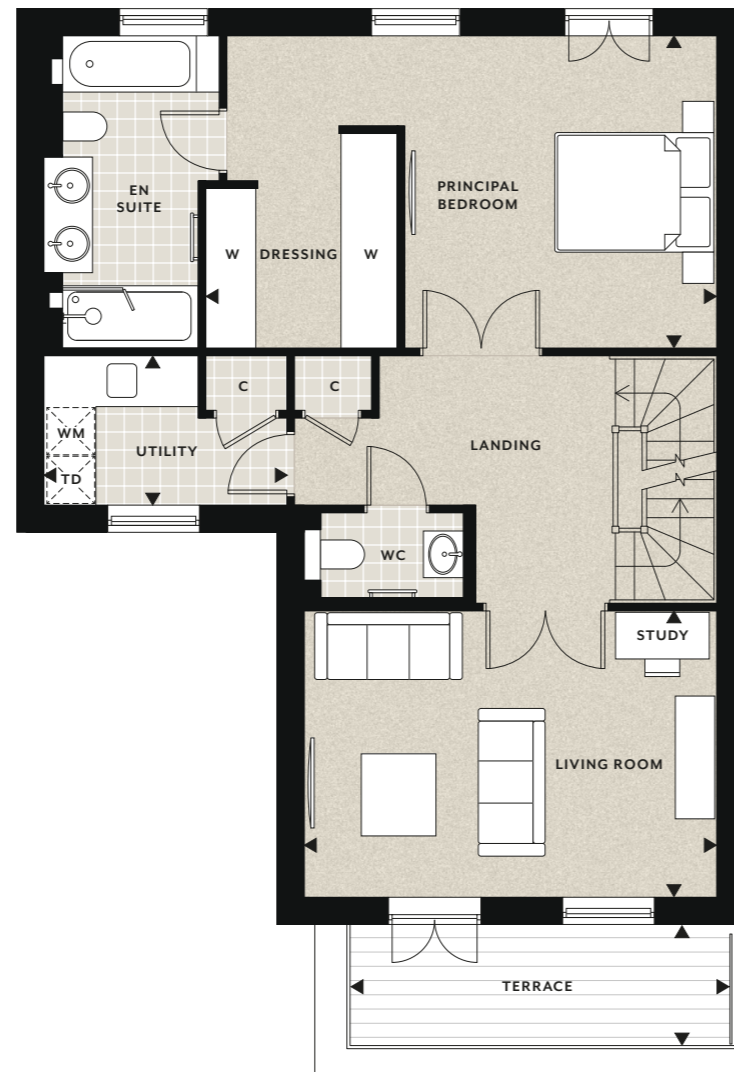 EN
SUITE
W
DRESSING
W
PRINCIPAL
BEDROOM
C
C
WM
TD
UTILITY
LANDING
WC
STUDY
LIVING ROOM
TERRACE